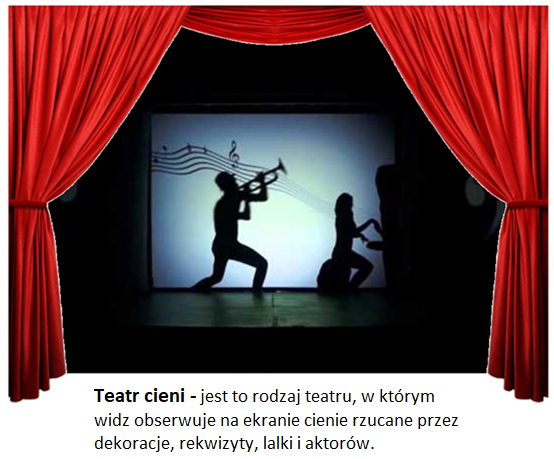 Teatr cieni - jest to rodzaj teatru, w którym
widz obserwuje na ekranie cienie rzucane przez
dekoracje, rekwizyty, lalki i aktorów.